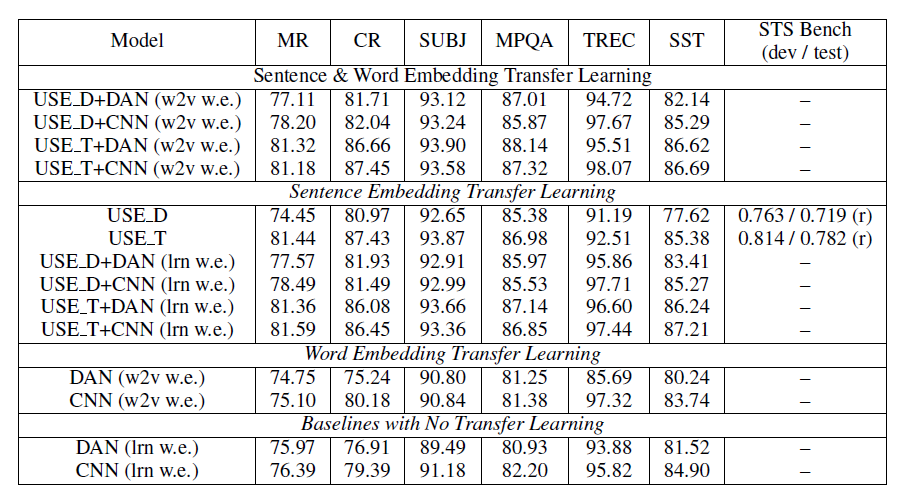 Model MR CR SUBJ MPQA TREC SST STS Bench (dev / test)
Sentence & Word Embedding Transfer Learning
USE_D+DAN (w2v w.e.) 77.11 81.71 93.12 87.01 94.72 82.14 –
USE_D+CNN (w2v w.e.) 78.20 82.04 93.24 85.87 97.67 85.29 –
USE_T+DAN (w2v w.e.) 81.32 86.66 93.90 88.14 95.51 86.62 –
USE_T+CNN (w2v w.e.) 81.18 87.45 93.58 87.32 98.07 86.69 –
Sentence Embedding Transfer Learning
USE_D 74.45 80.97 92.65 85.38 91.19 77.62 0.763 / 0.719 (r)
USE_T 81.44 87.43 93.87 86.98 92.51 85.38 0.814 / 0.782 (r)
USE_D+DAN (lrn w.e.) 77.57 81.93 92.91 85.97 95.86 83.41 –
USE_D+CNN (lrn w.e.) 78.49 81.49 92.99 85.53 97.71 85.27 –
USE_T+DAN (lrn w.e.) 81.36 86.08 93.66 87.14 96.60 86.24 –
USE_T+CNN (lrn w.e.) 81.59 86.45 93.36 86.85 97.44 87.21 –
Word Embedding Transfer Learning
DAN (w2v w.e.) 74.75 75.24 90.80 81.25 85.69 80.24 –
CNN (w2v w.e.) 75.10 80.18 90.84 81.38 97.32 83.74 –
Baselines with No Transfer Learning
DAN (lrn w.e.) 75.97 76.91 89.49 80.93 93.88 81.52 –
CNN (lrn w.e.) 76.39 79.39 91.18 82.20 95.82 84.90 –